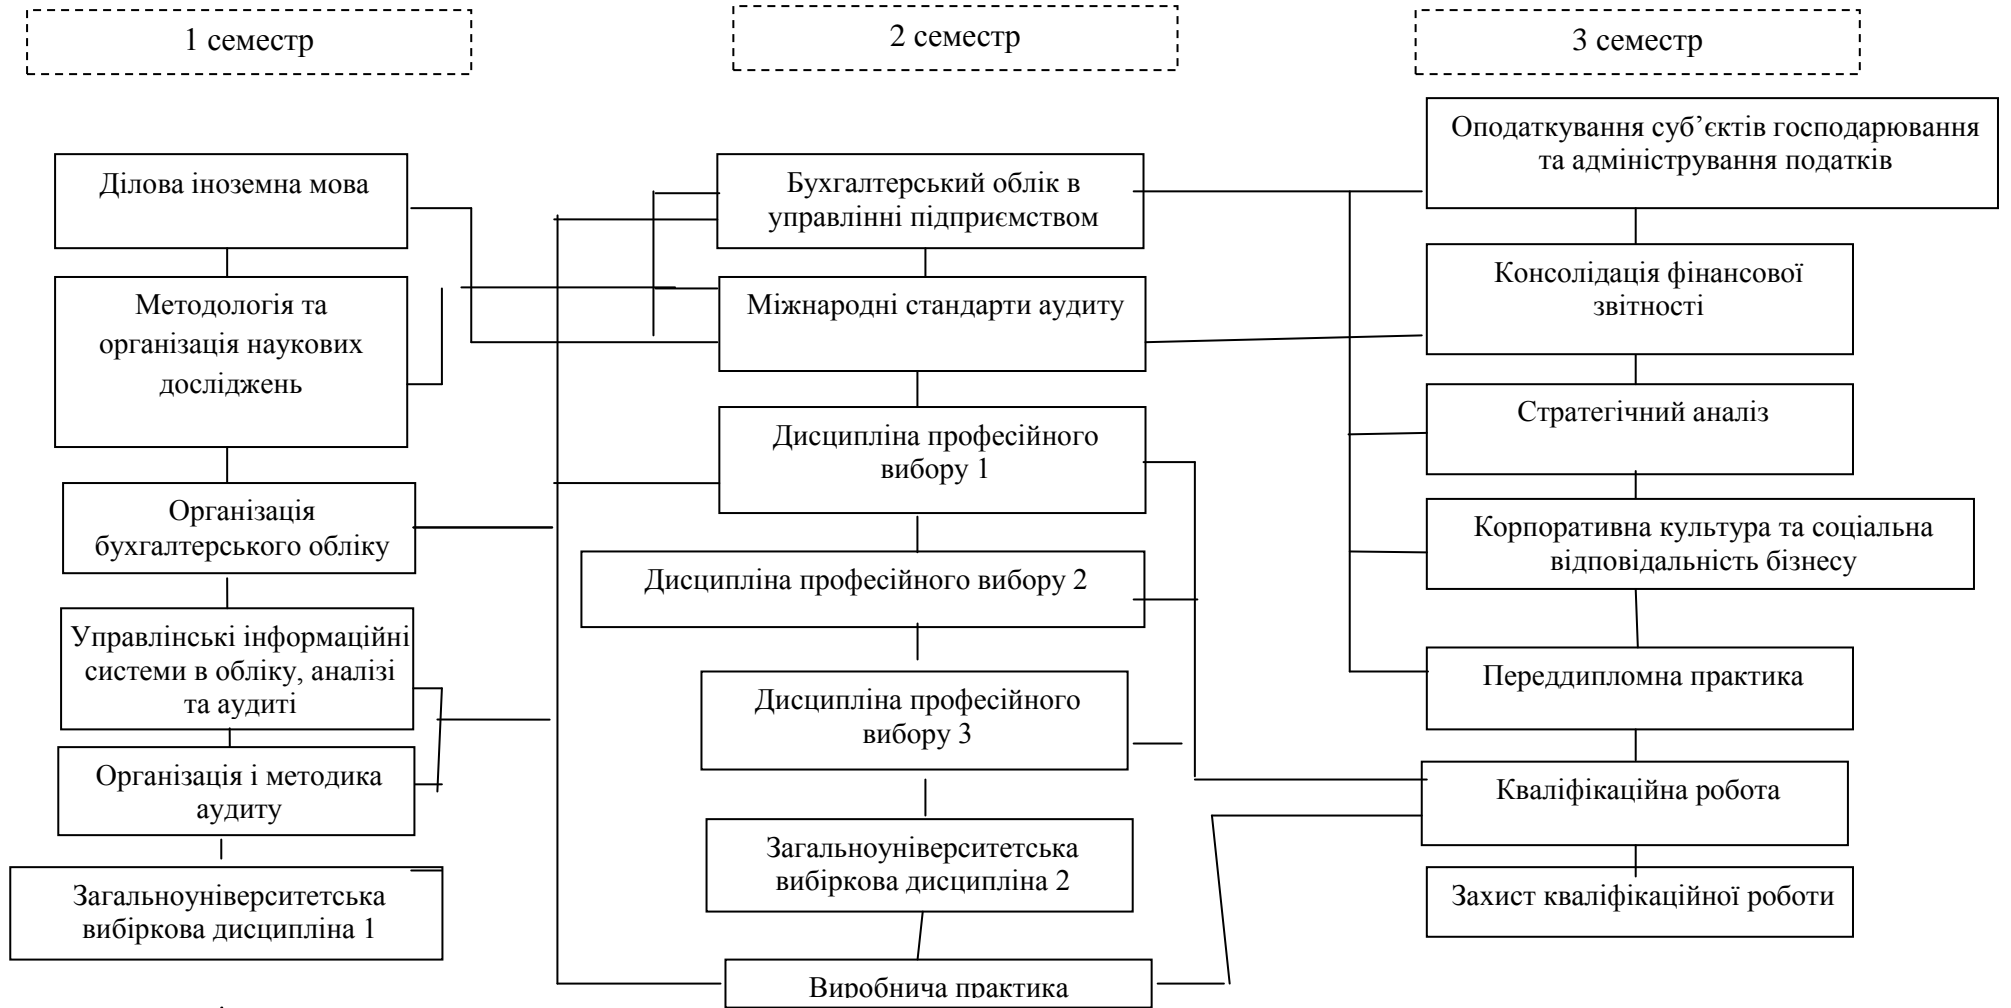 1 семестр
2 семестр
3 семестр
Ділова іноземна мова
Методологія та
організація наукових
досліджень
Організація
бухгалтерського обліку
Управлінські інформаційні
системи в обліку, аналізі
та аудиті
Організація і методика
аудиту
Загальноуніверситетська
вибіркова дисципліна 1
Бухгалтерський облік в
управлінні підприємством
Міжнародні стандарти аудиту
Дисципліна професійного
вибору 1
Дисципліна професійного вибору 2
Дисципліна професійного
вибору 3
Загальноуніверситетська
вибіркова дисципліна 2
Виробнича практика
Оподаткування суб’єктів господарювання
та адміністрування податків
Консолідація фінансової
звітності
Стратегічний аналіз
Корпоративна культура та соціальна
відповідальність бізнесу
Переддипломна практика
Кваліфікаційна робота
Захист кваліфікаційної роботи